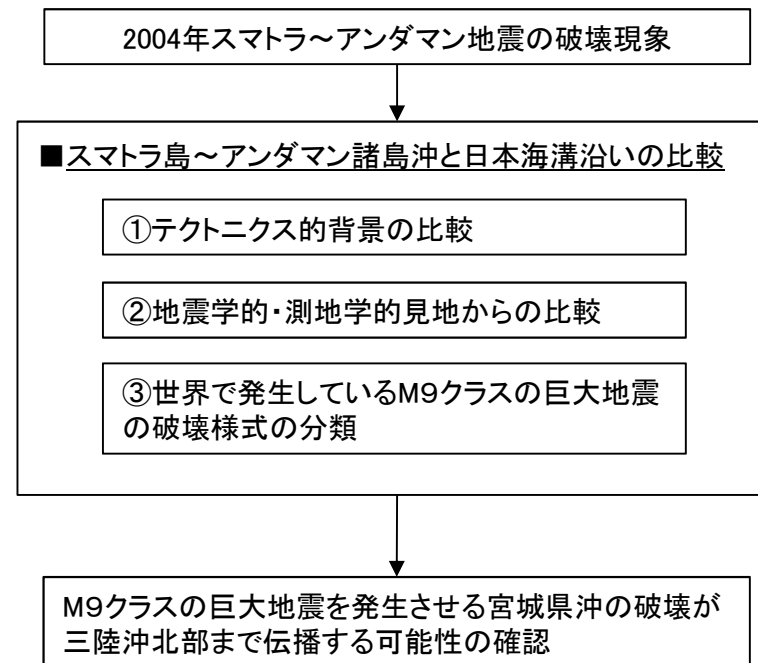 2004年スマトラ～アンダマン地震の破壊現象
■スマトラ島～アンダマン諸島沖と日本海溝沿いの比較
①テクトニクス的背景の比較
②地震学的・測地学的見地からの比較
③世界で発生しているM9クラスの巨大地震
の破壊様式の分類
M9クラスの巨大地震を発生させる宮城県沖の破壊が
三陸沖北部まで伝播する可能性の確認